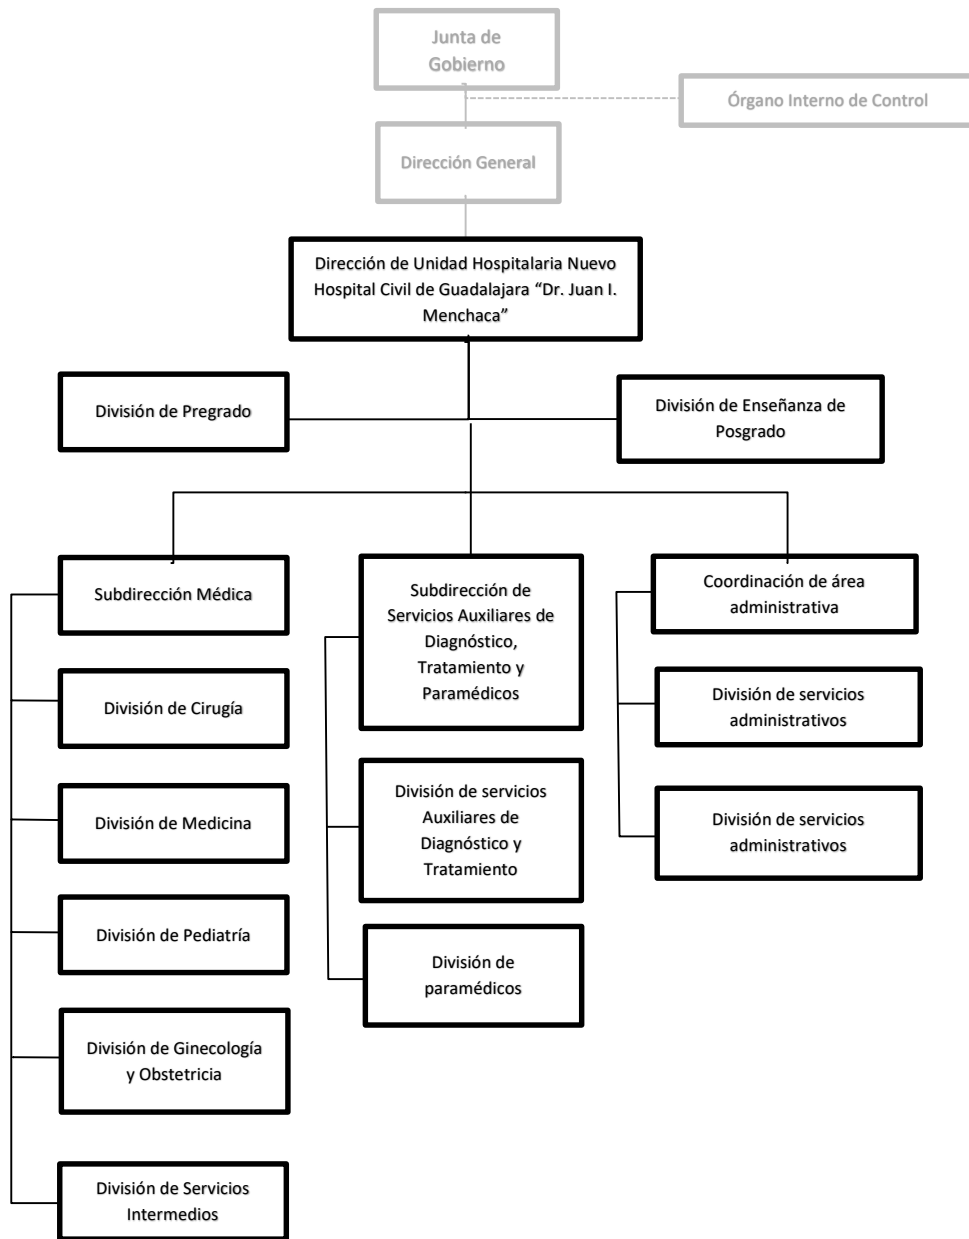 Junta de
Gobierno
Órgano Interno de Control
Dirección General
Dirección de Unidad Hospitalaria Nuevo
Hospital Civil de Guadalajara “Dr. Juan I.
Menchaca”
División de Pregrado
División de Enseñanza de
Posgrado
Subdirección Médica
División de Cirugía
División de Medicina
División de Pediatría
División de Ginecología
y Obstetricia
División de Servicios
Intermedios
Subdirección de
Servicios Auxiliares de
Diagnóstico,
Tratamiento y
Paramédicos
División de servicios
Auxiliares de
Diagnóstico y
Tratamiento
División de
paramédicos
Coordinación de área
administrativa
División de servicios
administrativos
División de servicios
administrativos